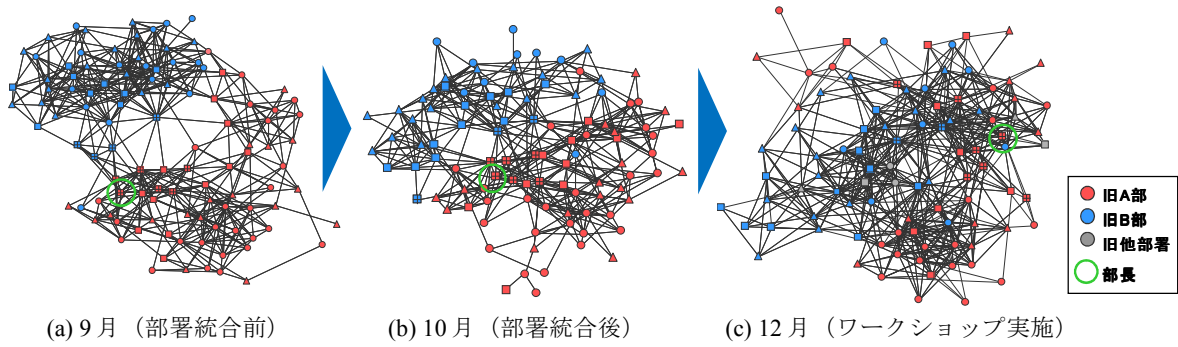 旧A部
旧B部
旧他部署
部長
(a) 9月（部署統合前）
(b) 10月（部署統合後）
(c) 12月（ワークショップ実施）